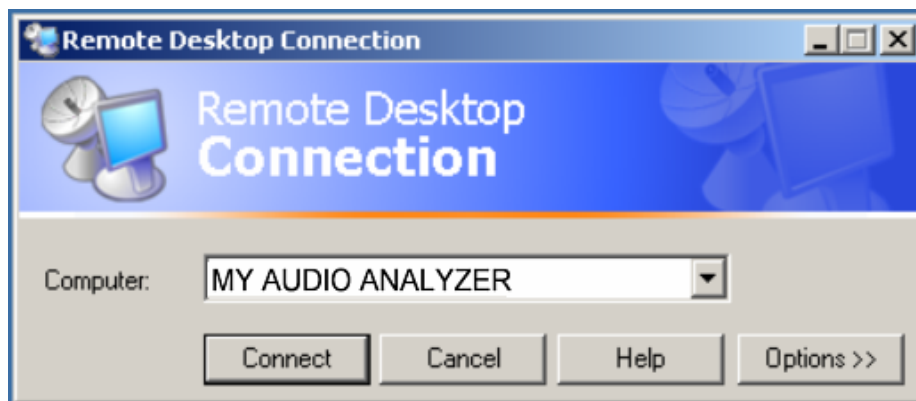 Remote Desktop Connection
Remote Desktop
Connection
Computer: MY AUDIO ANALYZER
Connect Cancel Help Options >>